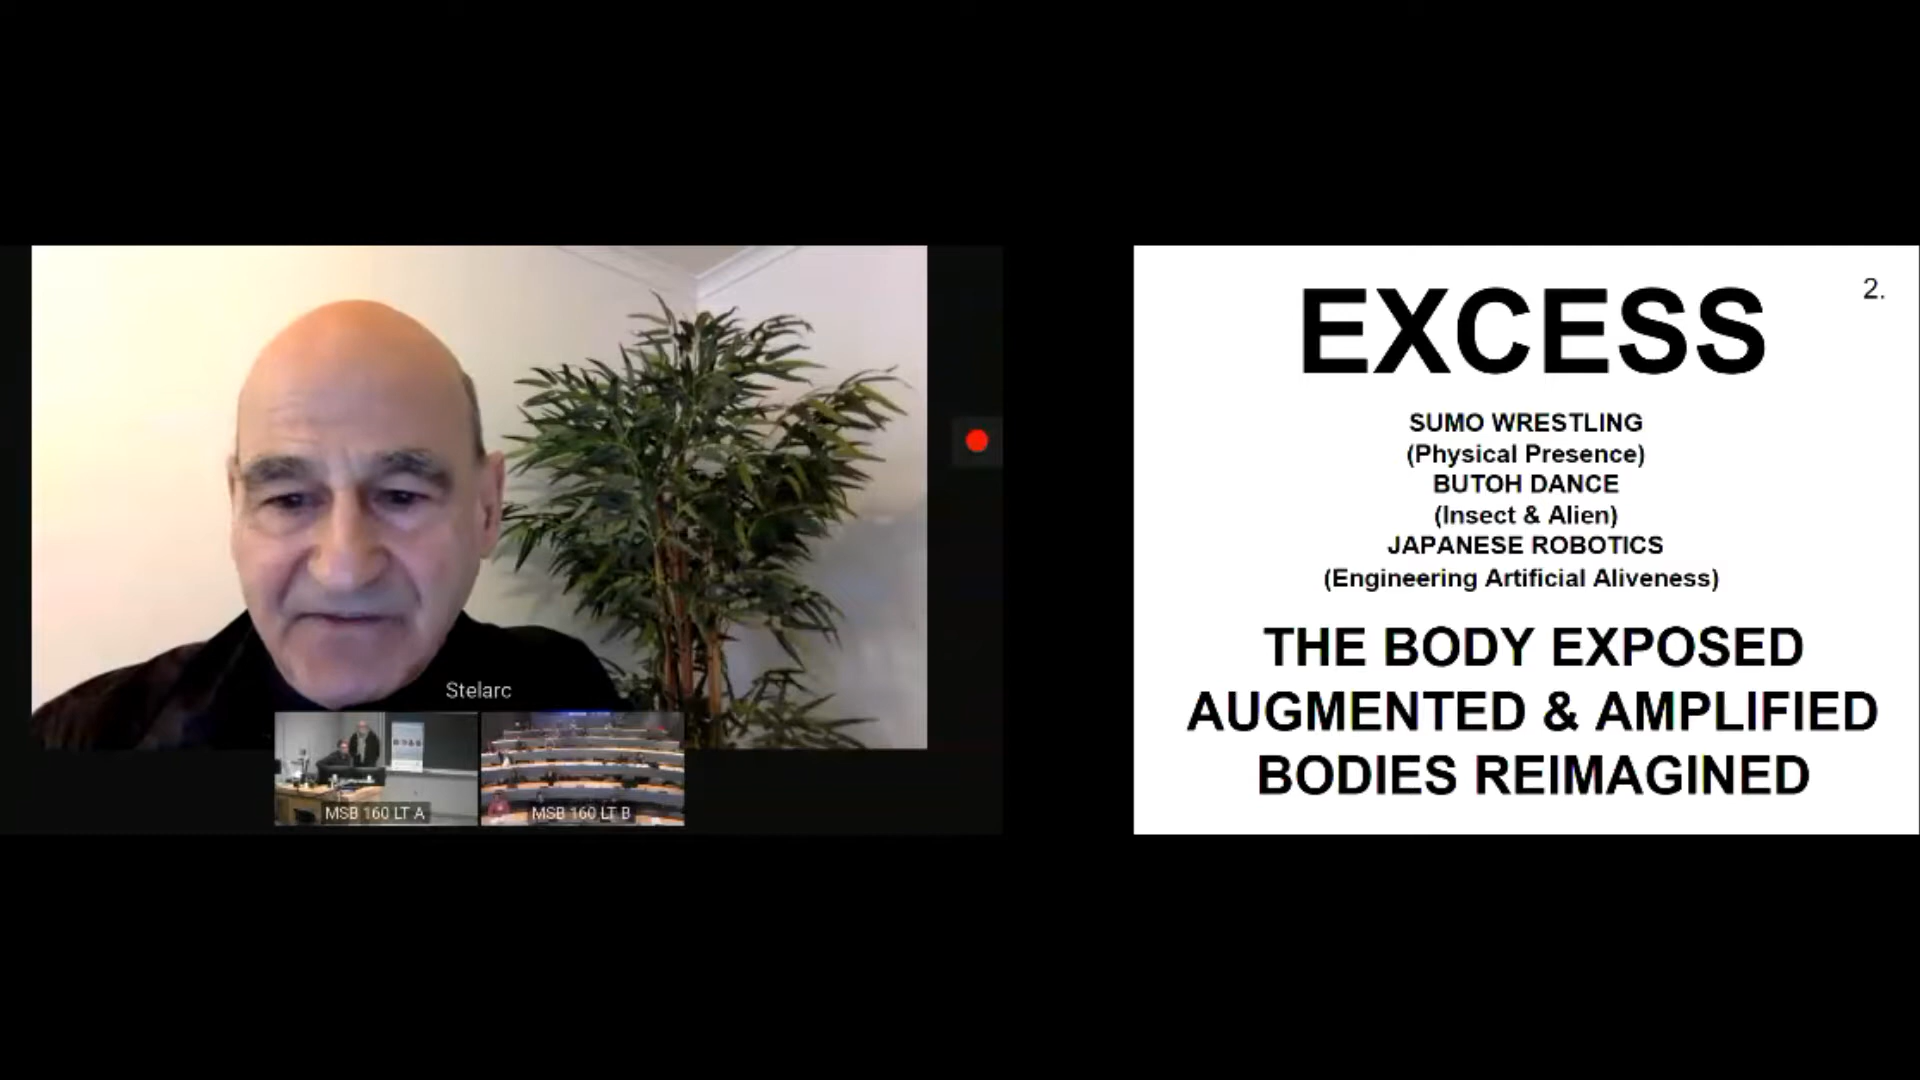 Stelarc
MSB 160 LT A
MSB 160 LT B
2.
EXCESS
SUMO WRESTLING
(Physical Presence)
BUTOH DANCE
(Insect & Alien)
JAPANESE ROBOTICS
(Engineering Artificial Aliveness)
THE BODY EXPOSED
AUGMENTED & AMPLIFIED
BODIES REIMAGINED